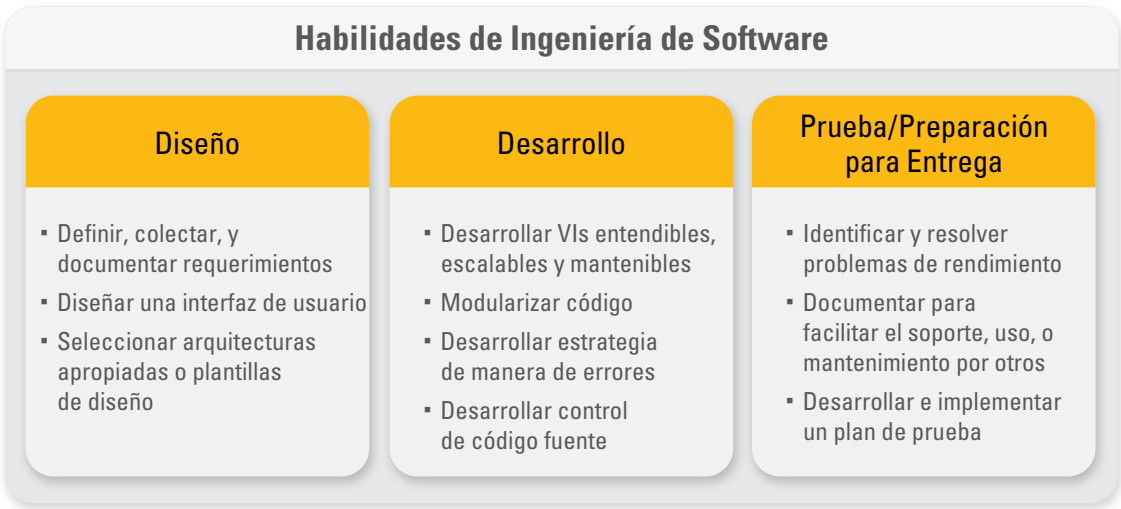 Habilidades de Ingeniería de Software
Diseño
▪ Definir, colectar, y
documentar requerimientos
▪ Diseñar una interfaz de usuario
▪ Seleccionar arquitecturas
apropiadas o plantillas
de diseño
Desarrollo
▪ Desarrollar VIs entendibles,
escalables y mantenibles
▪ Modularizar código
▪ Desarrollar estrategia
de manera de errores
▪ Desarrollar control
de código fuente
Prueba/Preparación
para Entrega
▪ Identificar y resolver
problemas de rendimiento
▪ Documentar para
facilitar el soporte, uso, o
mantenimiento por otros
▪ Desarrollar e implementar
un plan de prueba